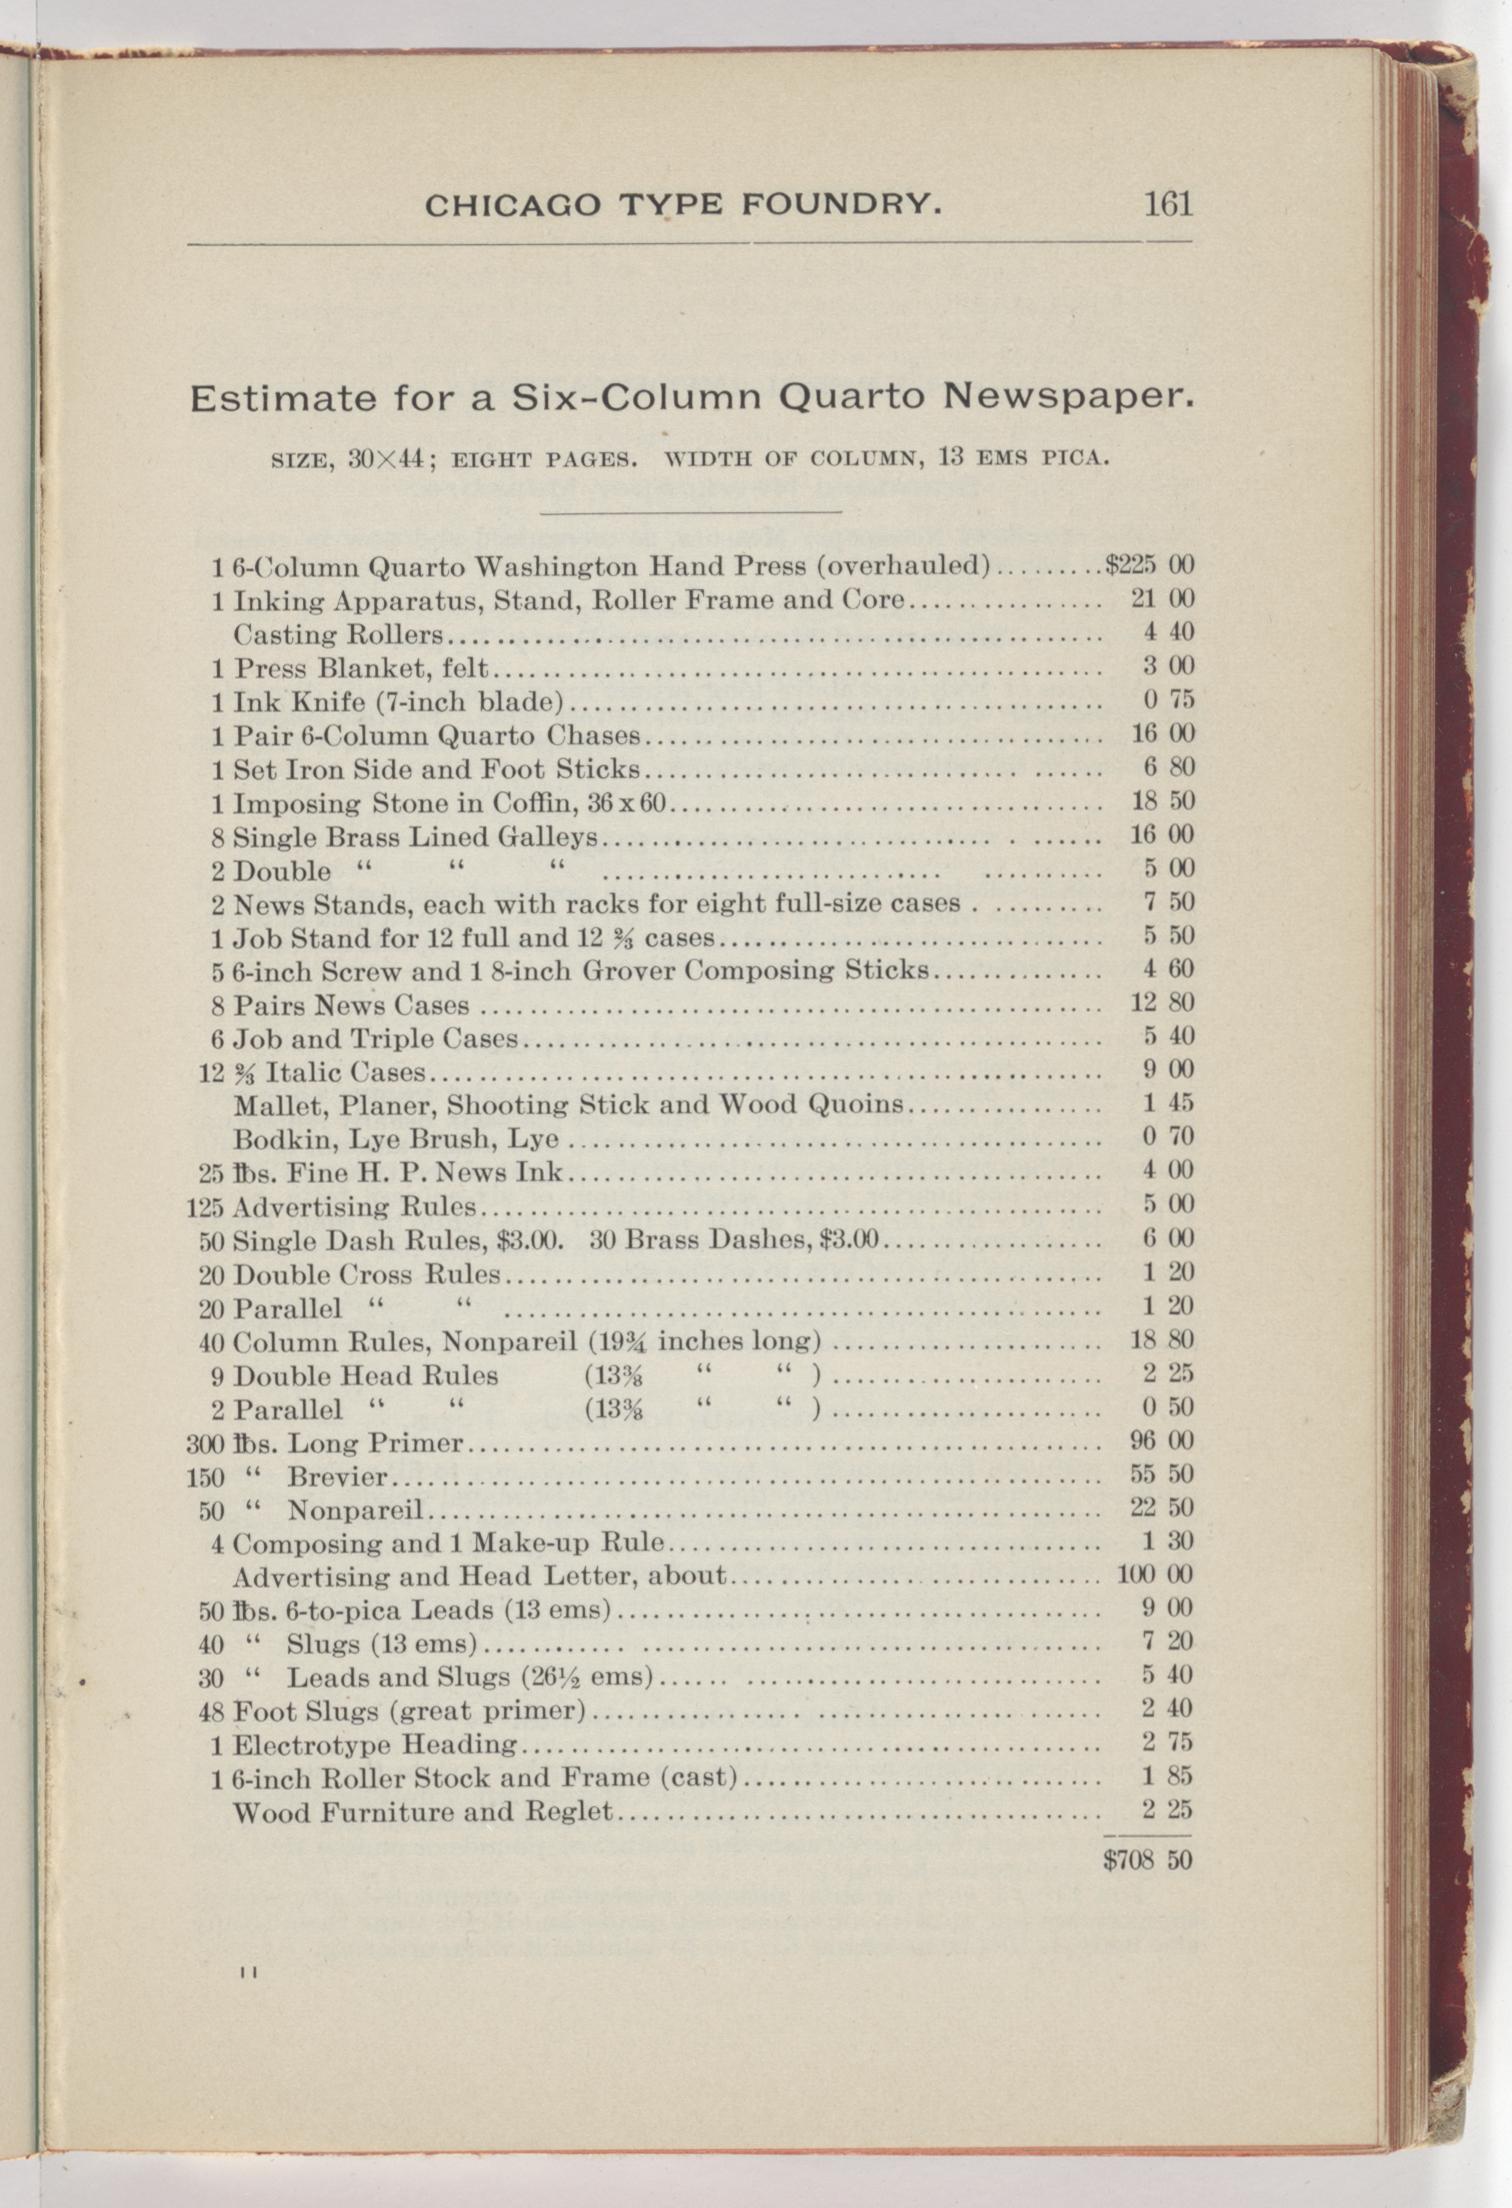 CHICAGO TYPE FOUNDRY. 161
Estimate for a Six-Column Quarto Newspaper.
SIZE, 30×44; EIGHT PAGES. WIDTH OF COLUMN, 13 EMS PICA.
1 6-Column Quarto Washington Hand Press (overhauled)......... $225 00
1 Inking Apparatus, Stand, Roller Frame and Core................ 21 00
Casting Rollers..................................................... 4 40
1 Press Blanket, felt................................................. 3 00
1 Ink Knife (7-inch blade)........................................... 0 75
1 Pair 6-Column Quarto Chases..................................... 16 00
1 Set Iron Side and Foot Sticks.............................. ...... 6 80
1 Imposing Stone in Coffin, 36 x 60................................... 18 50
8 Single Brass Lined Galleys................................ . ...... 16 00
2 Double “ “ “ ............................ .......... 5 00
2 News Stands, each with racks for eight full-size cases . ......... 7 50
1 Job Stand for 12 full and 12 ⅔ cases............................... 5 50
5 6-inch Screw and 1 8-inch Grover Composing Sticks.............. 4 60
8 Pairs News Cases .................................................. 12 80
6 Job and Triple Cases............................................... 5 40
12 ⅔ Italic Cases...................................................... 9 00
Mallet, Planer, Shooting Stick and Wood Quoins................ 1 45
Bodkin, Lye Brush, Lye ........................................... 0 70
25 ℔s. Fine H. P. News Ink........................................... 4 00
125 Advertising Rules.................................................. 5 00
50 Single Dash Rules, $3.00. 30 Brass Dashes, $3.00.................. 6 00
20 Double Cross Rules................................................ 1 20
20 Parallel “ “ ................................................ 1 20
40 Column Rules, Nonpareil (19¾ inches long) ...................... 18 80
9 Double Head Rules (13⅜ “ “ ) ...................... 2 25
2 Parallel “ “ (13⅜ “ “ ) ...................... 0 50
300 ℔s. Long Primer................................................... 96 00
150 “ Brevier......................................................... 55 50
50 “ Nonpareil...................................................... 22 50
4 Composing and 1 Make-up Rule................................... 1 30
Advertising and Head Letter, about.............................. 100 00
50 ℔s. 6-to-pica Leads (13 ems)....................................... 9 00
40 “ Slugs (13 ems)............ ..................................... 7 20
30 “ Leads and Slugs (26½ ems)...... ............................. 5 40
48 Foot Slugs (great primer)................. ....................... 2 40
1 Electrotype Heading............................................... 2 75
1 6-inch Roller Stock and Frame (cast)............................. 1 85
Wood Furniture and Reglet....................................... 2 25
$708 50
11